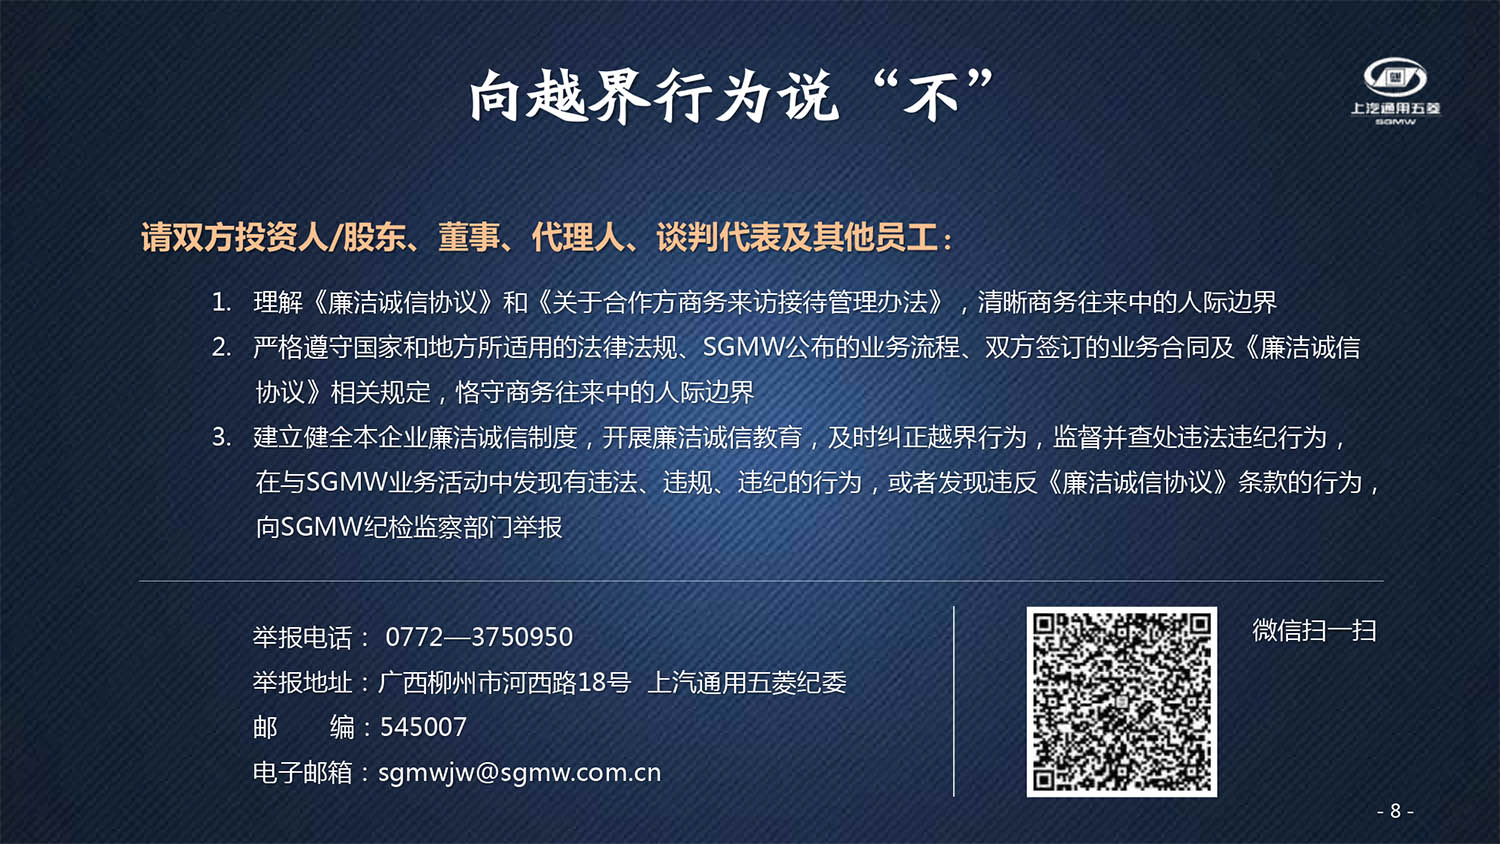 向越界行为说“不”
上汽通用五菱
SGMW
请双方投资人/股东、董事、代理人、谈判代表及其他员工：
1. 理解《廉洁诚信协议》和《关于合作方商务来访接待管理办法》，清晰商务往来中的人际边界
2. 严格遵守国家和地方所适用的法律法规、SGMW公布的业务流程、双方签订的业务合同及《廉洁诚信
协议》相关规定，恪守商务往来中的人际边界
3. 建立健全本企业廉洁诚信制度，开展廉洁诚信教育，及时纠正越界行为，监督并查处违法违纪行为，
在与SGMW业务活动中发现有违法、违规、违纪的行为，或者发现违反《廉洁诚信协议》条款的行为，
向SGMW纪检监察部门举报
举报电话： 0772—3750950
举报地址：广西柳州市河西路18号 上汽通用五菱纪委
邮 编：545007
电子邮箱：sgmwjw@sgmw.com.cn
微信扫一扫
- 8 -